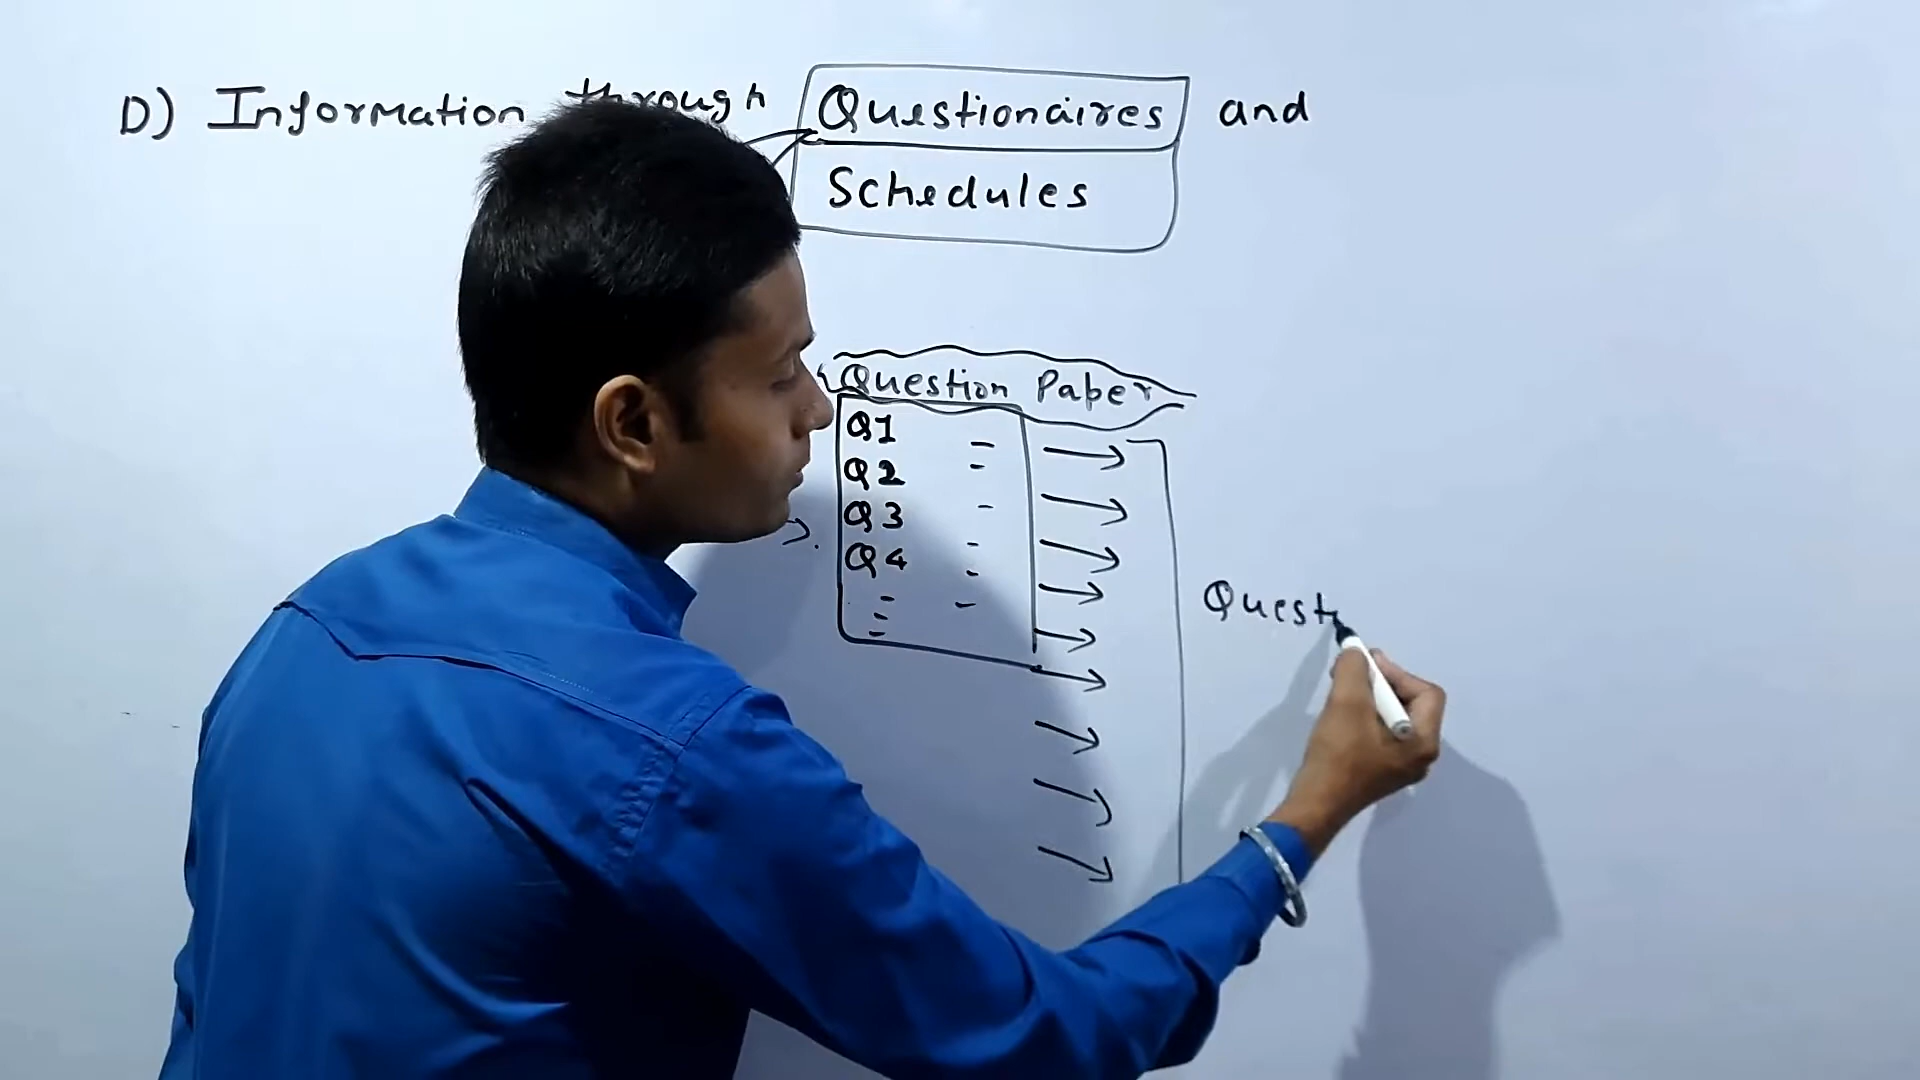 D) Information through Questionaires and
Schedules
Question Paper
Q1
Q2
Q3
Q4
Quest